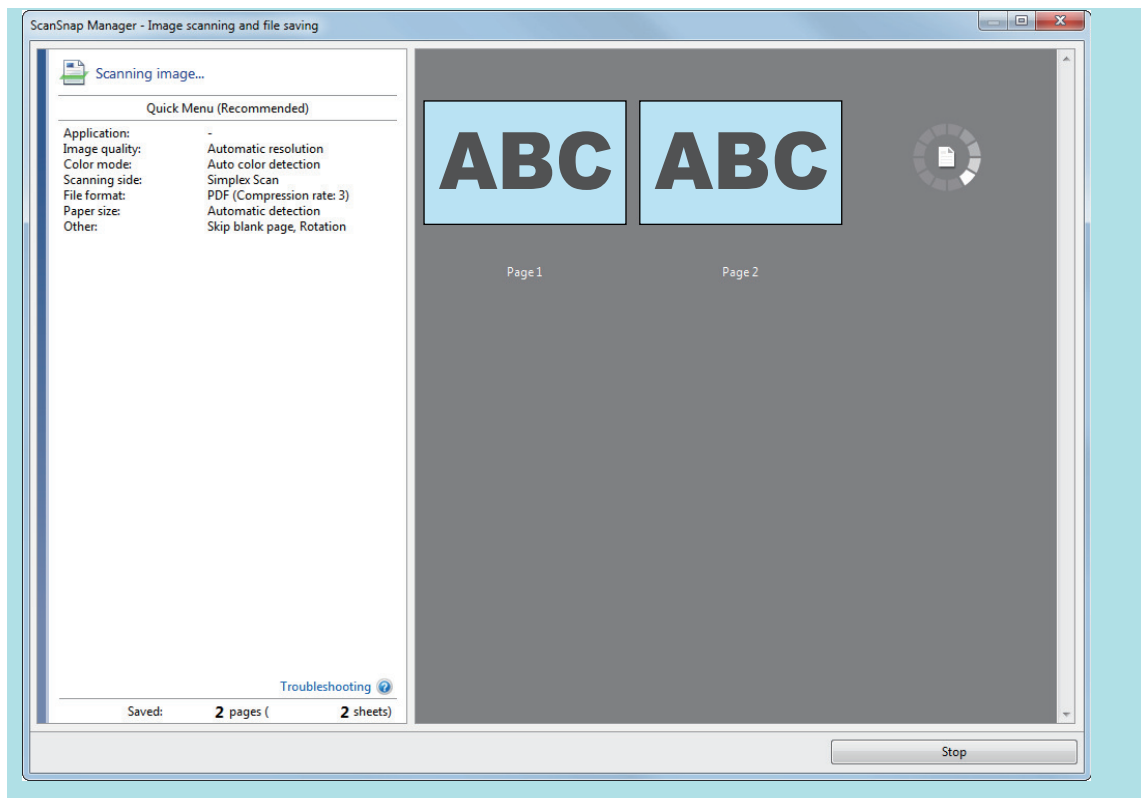 ScanSnap Manager - Image scanning and file saving
Scanning image...
Quick Menu (Recommended)
Application: -
Image quality: Automatic resolution
Color mode: Auto color detection
Scanning side: Simplex Scan
File format: PDF (Compression rate: 3)
Paper size: Automatic detection
Other: Skip blank page, Rotation
ABC ABC
Page 1 Page 2
Troubleshooting ?
Saved: 2 pages ( 2 sheets)
Stop